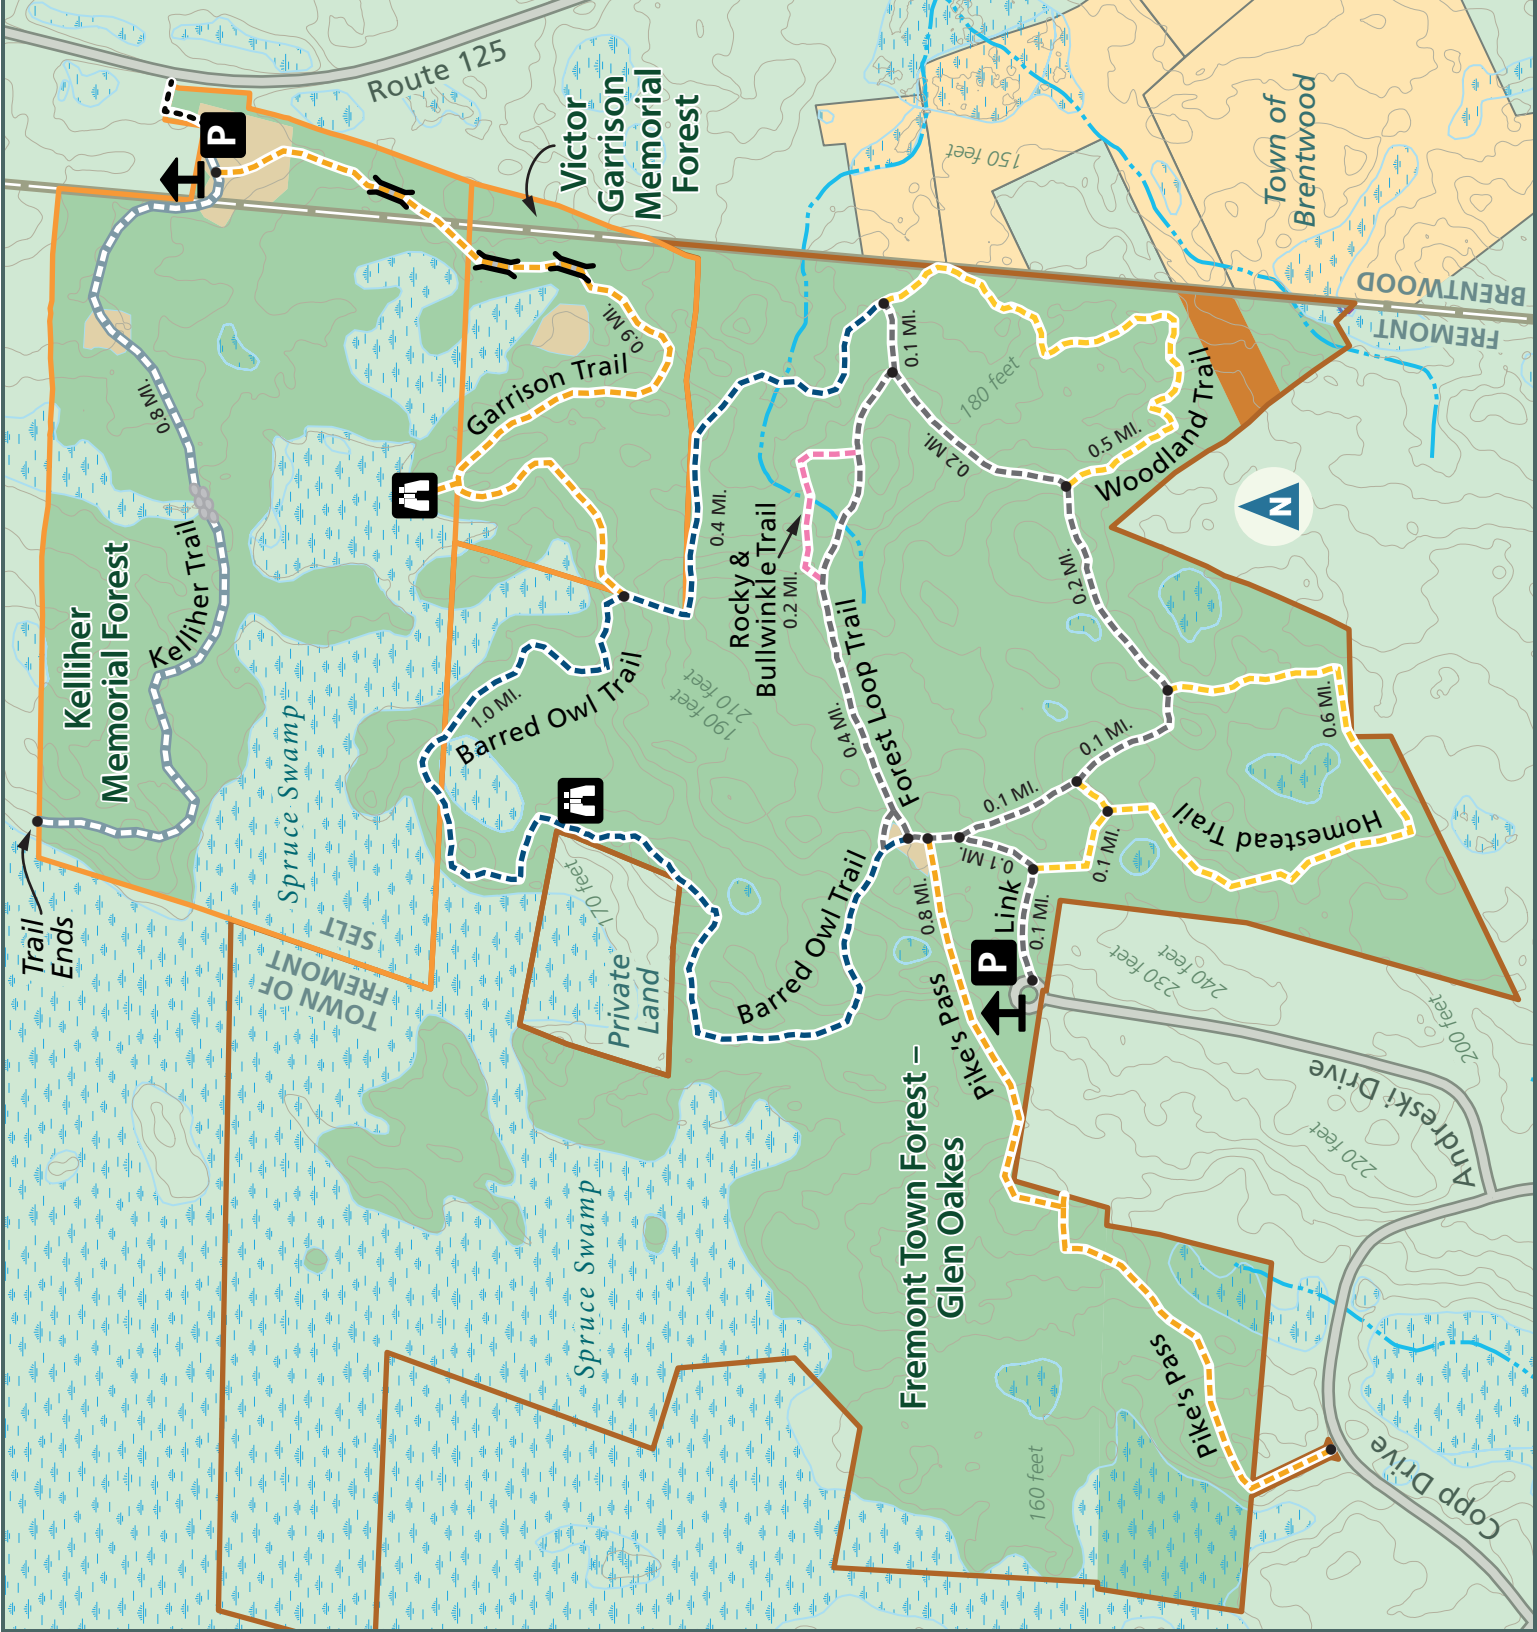 Route 125
P
Victor
Garrison
Memorial
Forest
150 feet
Town of
Brentwood
BRENTWOOD
FREMONT
0.8 MI.
0.9 MI.
Garrison Trail
0.1 MI.
180 feet
0.2 MI.
0.5 MI.
Woodland Trail
N
Kelliher
Memorial Forest
Kelliher Trail
0.4 MI.
Rocky &
Bullwinkle Trail
0.2 MI.
0.2 MI.
Spruce Swamp
1.0 MI.
Barred Owl Trail
190 feet
210 feet
0.4 MI.
Forest Loop Trail
0.1 MI.
0.1 MI.
0.6 MI.
Homestead Trail
Trail
Ends
SELT
TOWN OF
FREMONT
170 feet
Private
Land
Barred Owl Trail
0.8 MI.
0.1 MI.
0.1 MI.
Link
0.1 MI.
P
Pike's Pass
230 feet
240 feet
200 feet
Andreski Drive
220 feet
Fremont Town Forest –
Glen Oakes
Spruce Swamp
Pike's Pass
160 feet
Copp Drive